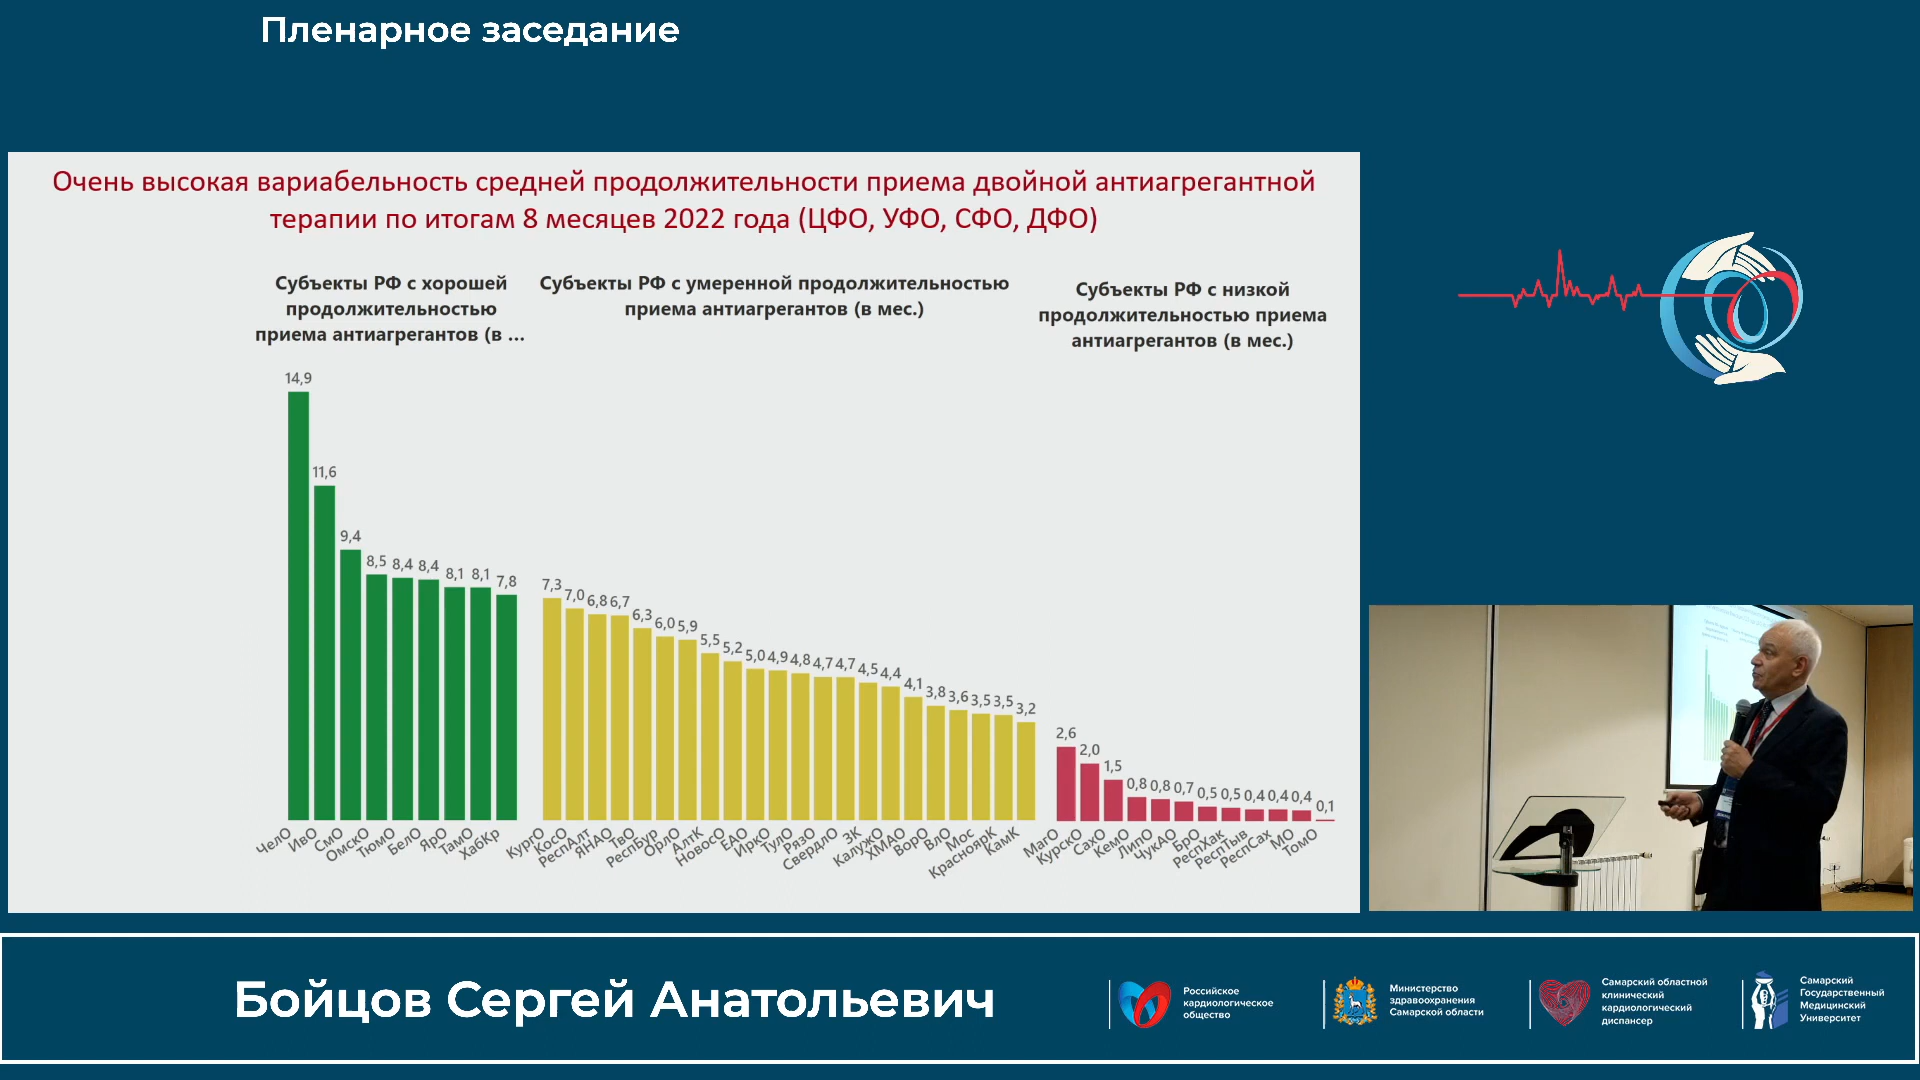 Пленарное заседание
Очень высокая вариабельность средней продолжительности приема двойной антиагрегантной
терапии по итогам 8 месяцев 2022 года (ЦФО, УФО, СФО, ДФО)
Субъекты РФ с хорошей
продолжительностью
приема антиагрегантов (в ...
14,9
11,6
9,4
8,5 8,4 8,4 8,1 8,1 7,8
ЧелО ИвО СмО ОмскО ТюмО БелО ЯрО ТамО ХабКр
Субъекты РФ с умеренной продолжительностью
приема антиагрегантов (в мес.)
7,3 7,0 6,8 6,7 6,3 6,0 5,9 5,5 5,2 5,0 4,9 4,8 4,7 4,7 4,5 4,4 4,1 3,8 3,6 3,5 3,5 3,2
КургО КосО РеспАлт ЯНАО ТвО РеспБур ОрлО АлтК НовосО ЕАО ИркО ТулО РязО СвердлО ЗК КалужО ХМАО ВорО ВлО Мос КрасноярК КамК
Субъекты РФ с низкой
продолжительностью приема
антиагрегантов (в мес.)
2,6 2,0 1,5 0,8 0,8 0,7 0,5 0,5 0,4 0,4 0,4 0,1
МагО КурскО СахО КемО ЛипО ЧукАО БрО РеспХак РеспТыв РеспСах МО ТомО
Бойцов Сергей Анатольевич
Российское
кардиологическое
общество
Министерство
здравоохранения
Самарской области
Самарский областной
клинический
кардиологический
диспансер
Самарский
Государственный
Медицинский
Университет